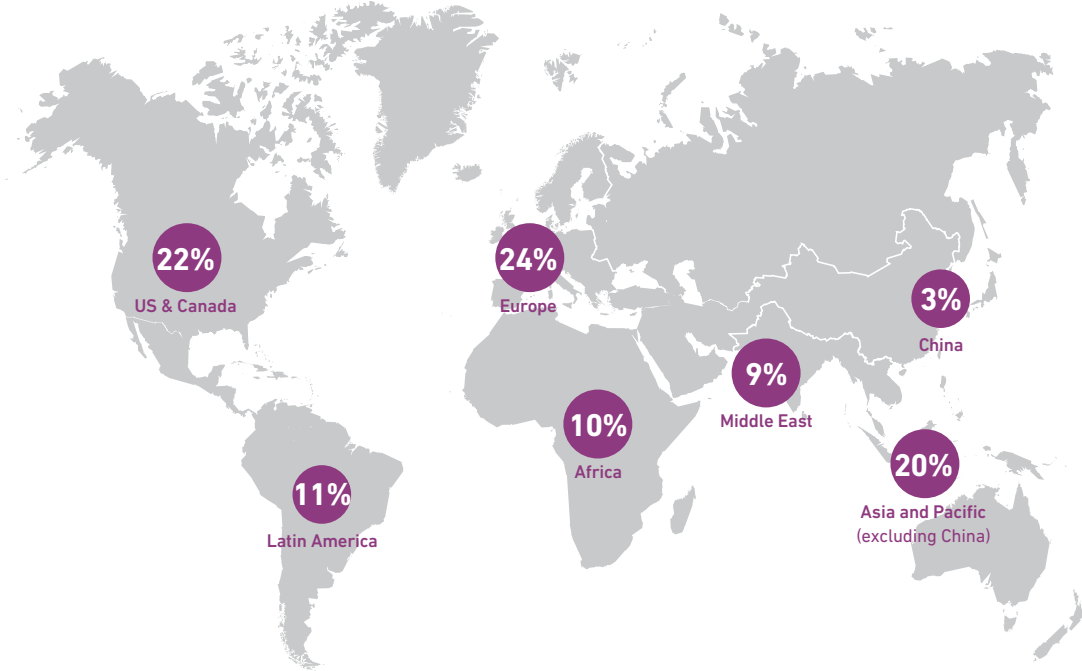 22%
US & Canada
24%
Europe
3%
China
9%
Middle East
10%
Africa
20%
Asia and Pacific
(excluding China)
11%
Latin America